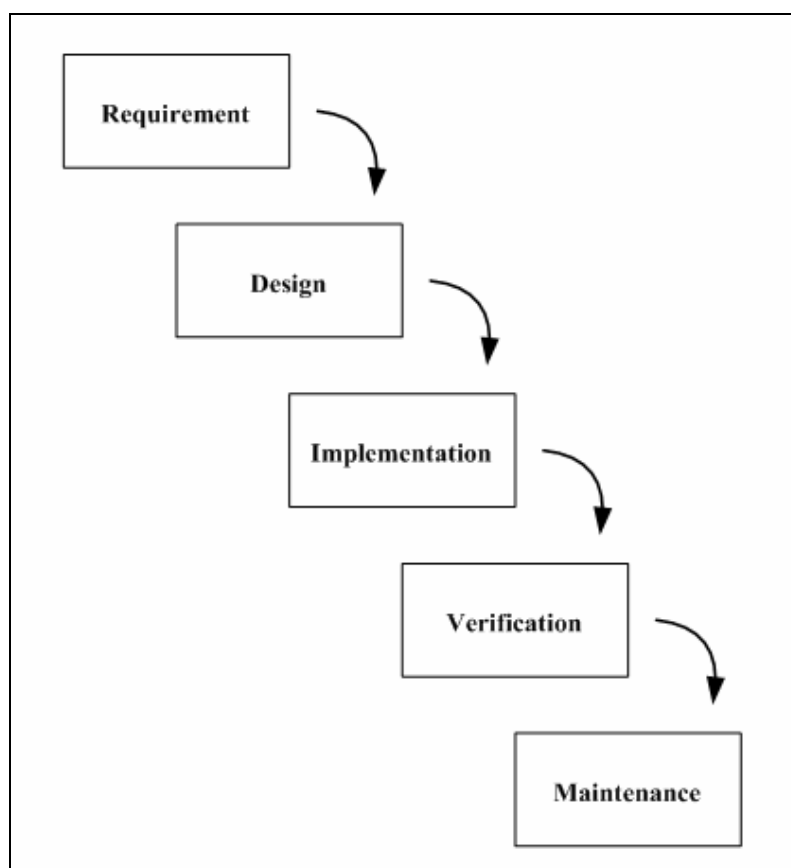 Requirement
Design
Implementation
Verification
Maintenance